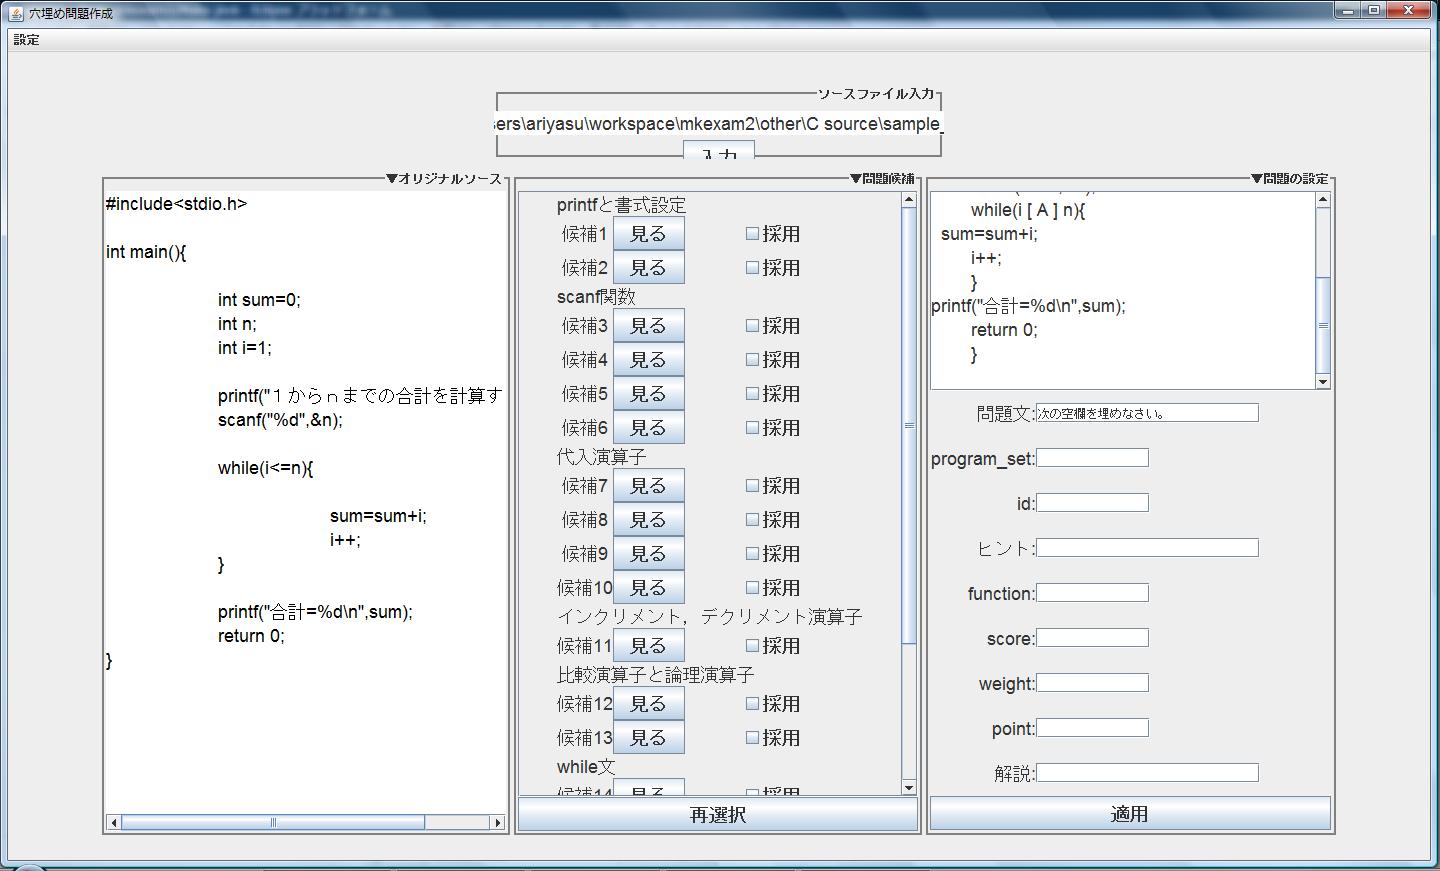 穴埋め問題作成
設定
ソースファイル入力
sers\ariyasu\workspace\mkexam2\other\C source\sample_
入力
▼オリジナルソース
#include<stdio.h>
int main(){
int sum=0;
int n;
int i=1;
printf("１からｎまでの合計を計算す
scanf("%d",&n);
while(i<=n){
sum=sum+i;
i++;
}
printf("合計=%d\n",sum);
return 0;
}
▼問題候補
printfと書式設定
候補1 見る 採用
候補2 見る 採用
scanf関数
候補3 見る 採用
候補4 見る 採用
候補5 見る 採用
候補6 見る 採用
代入演算子
候補7 見る 採用
候補8 見る 採用
候補9 見る 採用
候補10 見る 採用
インクリメント，デクリメント演算子
候補11 見る 採用
比較演算子と論理演算子
候補12 見る 採用
候補13 見る 採用
while文
候補14 見る 採用
再選択
▼問題の設定
while(i [ A ] n){
sum=sum+i;
i++;
}
printf("合計=%d\n",sum);
return 0;
}
問題文: 次の空欄を埋めなさい。
program_set:
id:
ヒント:
function:
score:
weight:
point:
解説:
適用